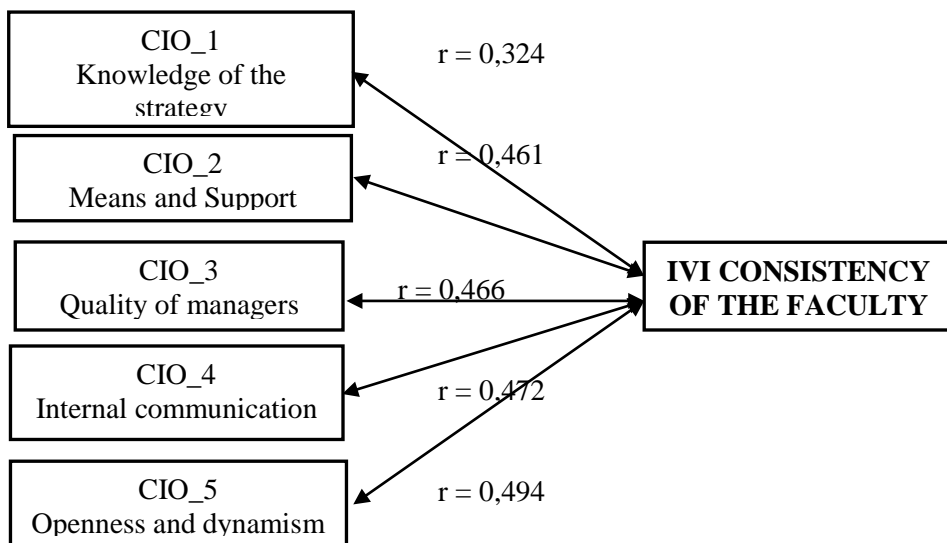 CIO_1
Knowledge of the
strategy
r = 0,324
CIO_2
Means and Support
r = 0,461
CIO_3
Quality of managers
r = 0,466
IVI CONSISTENCY
OF THE FACULTY
CIO_4
Internal communication
r = 0,472
CIO_5
Openness and dynamism
r = 0,494